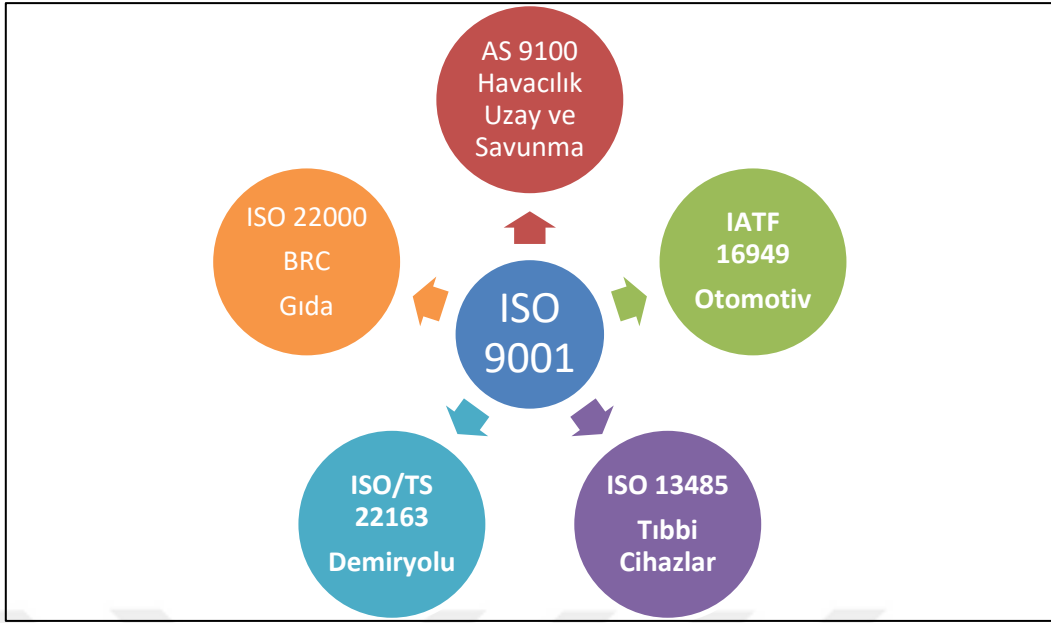 AS 9100
Havacılık
Uzay ve
Savunma
ISO 22000
BRC
Gıda
IATF
16949
Otomotiv
ISO
9001
ISO/TS
22163
Demiryolu
ISO 13485
Tıbbi
Cihazlar